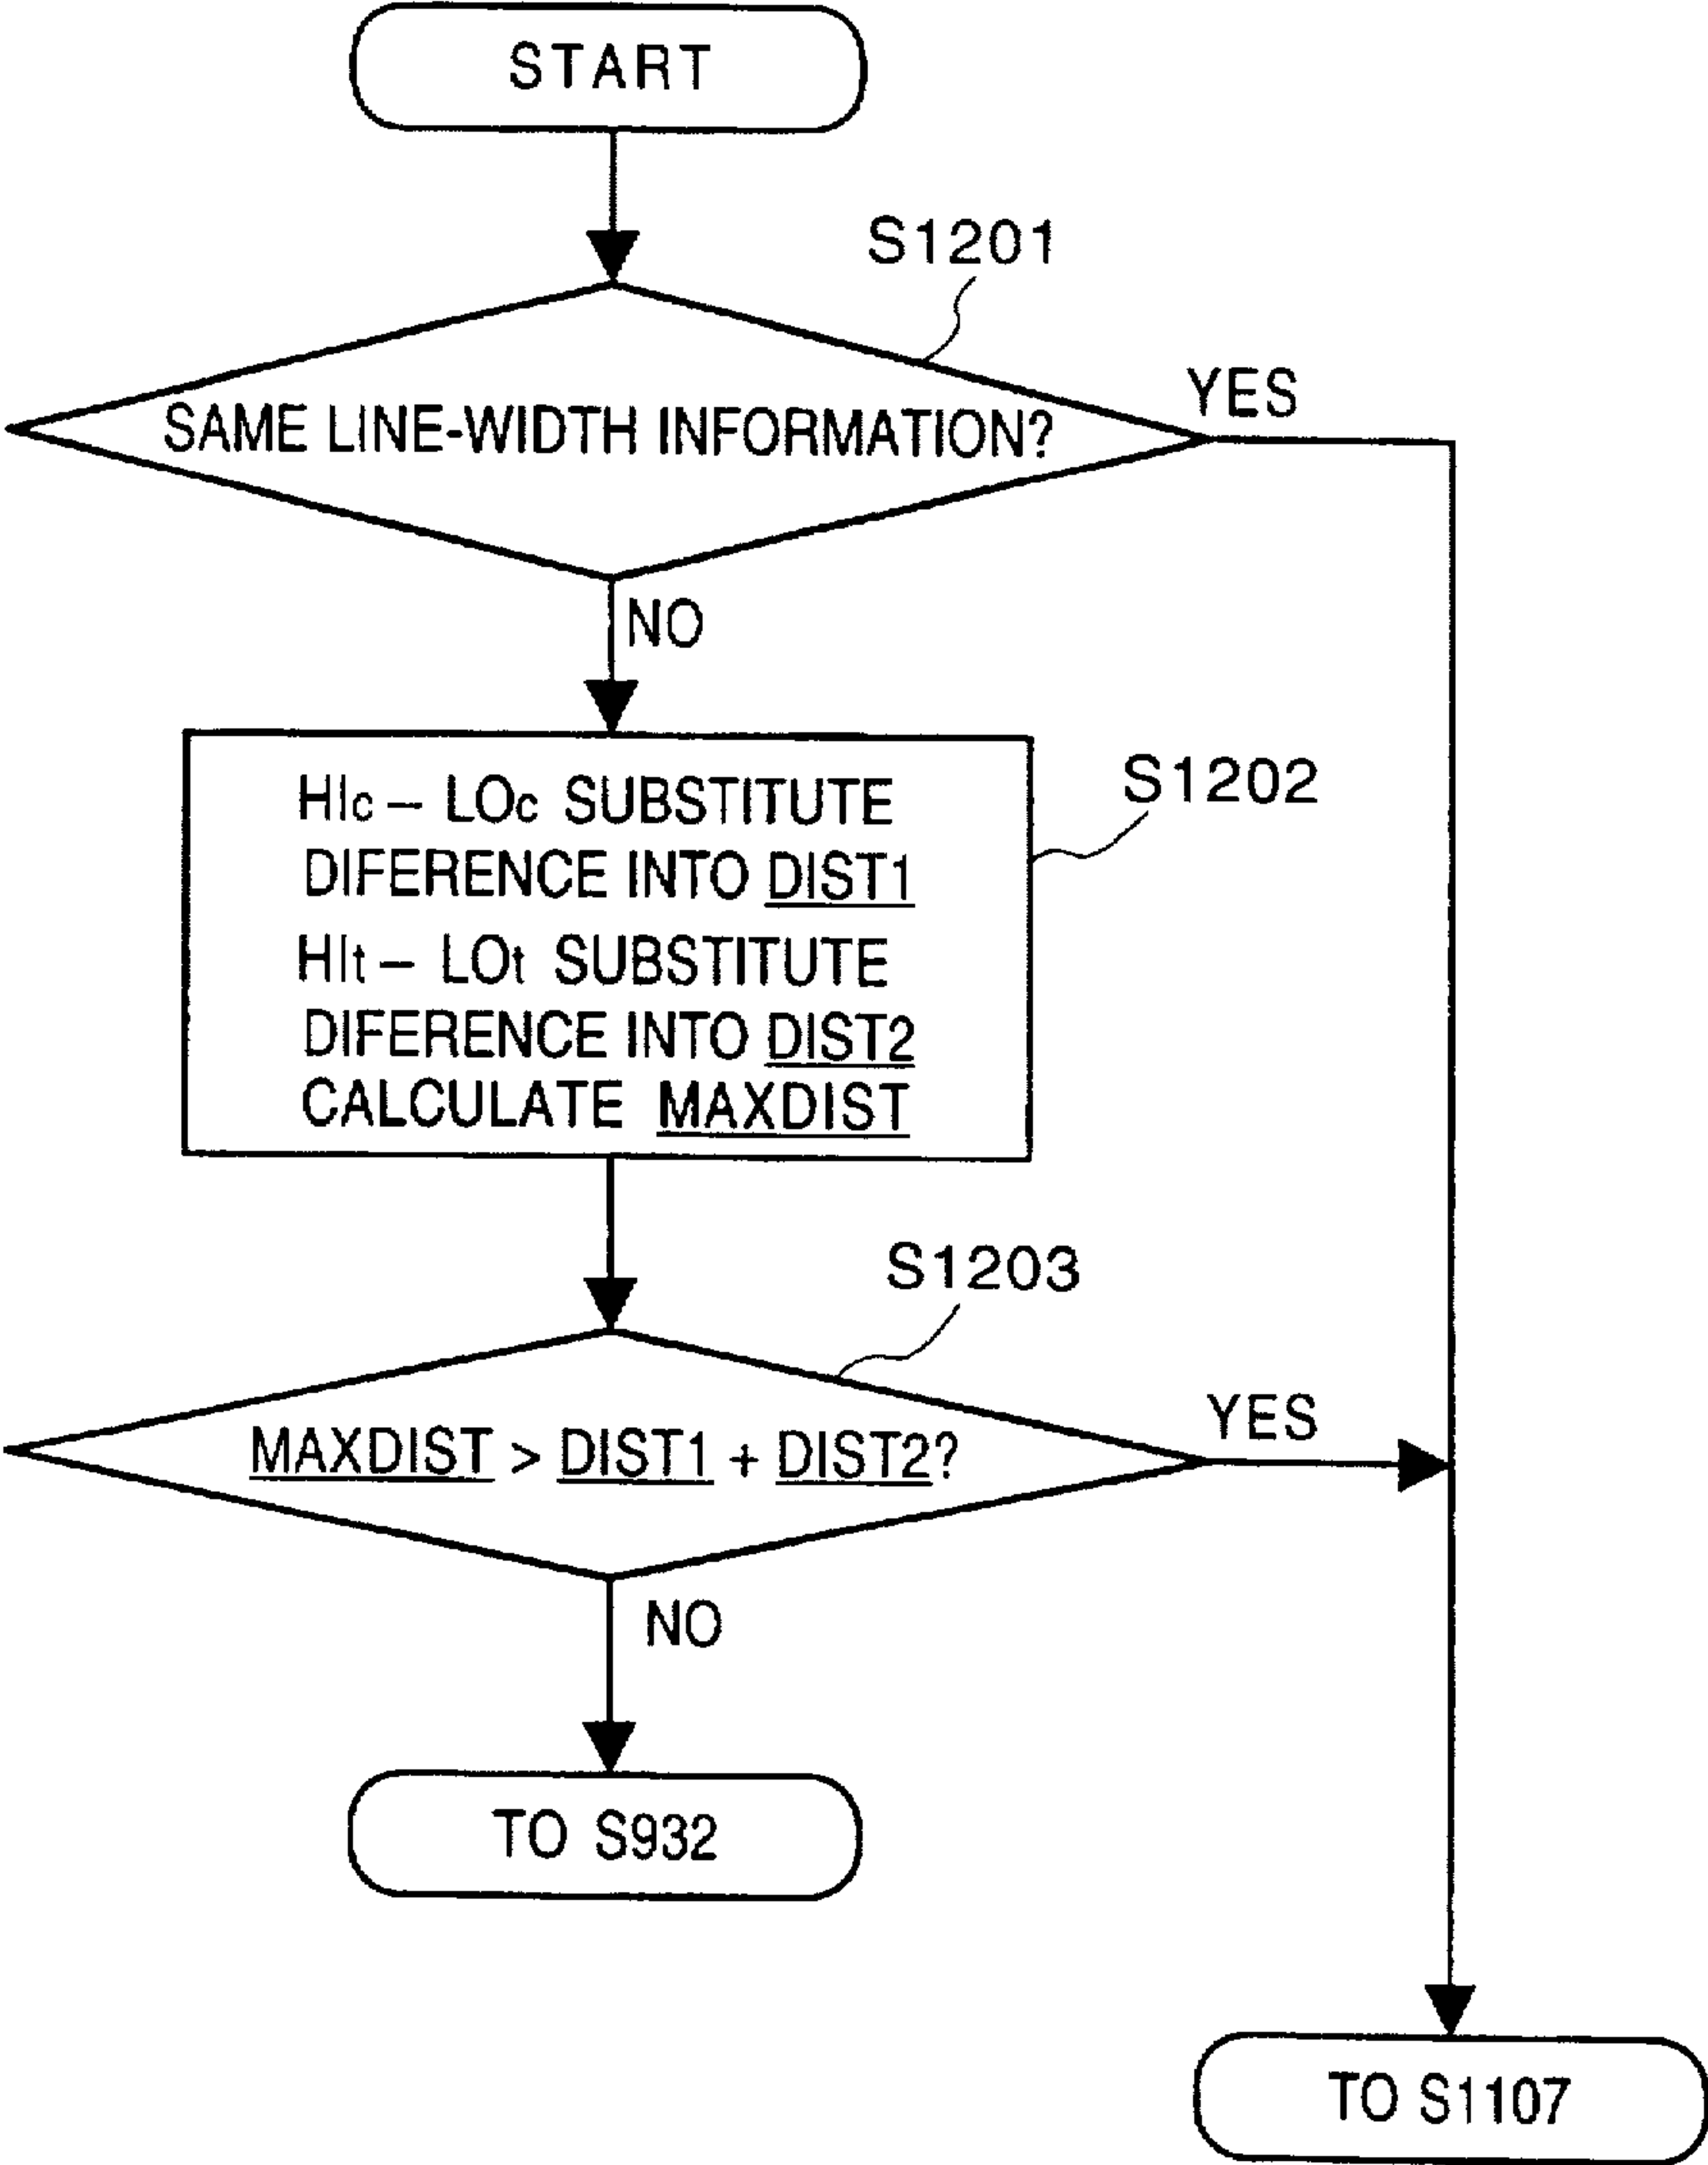 START
S1201
SAME LINE-WIDTH INFORMATION?
YES
NO
S1202
HIc – LOc SUBSTITUTE
DIFERENCE INTO DIST1
HIt – LOt SUBSTITUTE
DIFERENCE INTO DIST2
CALCULATE MAXDIST
S1203
MAXDIST > DIST1 + DIST2?
YES
NO
TO S932
TO S1107